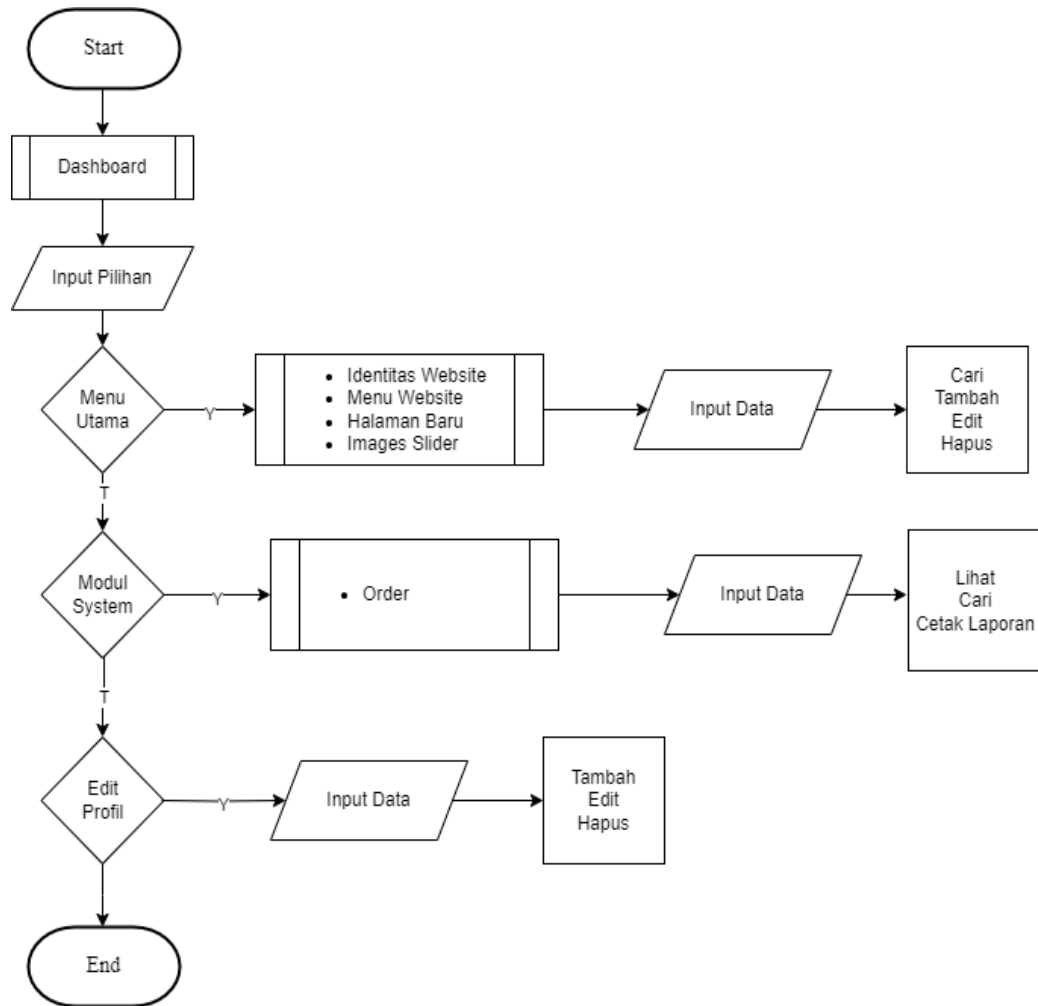 Start
Dashboard
Input Pilihan
Menu
Utama
Y
• Identitas Website
• Menu Website
• Halaman Baru
• Images Slider
Input Data
Cari
Tambah
Edit
Hapus
T
Modul
System
Y
• Order
Input Data
Lihat
Cari
Cetak Laporan
T
Edit
Profil
Y
Input Data
Tambah
Edit
Hapus
End